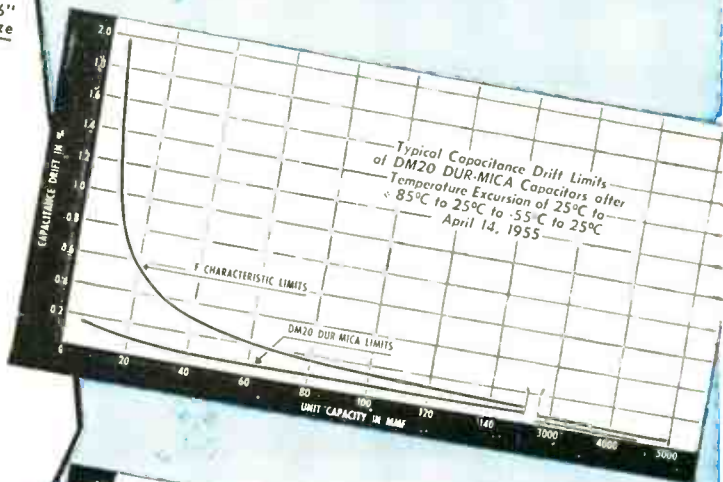 6"
ze
2.0
1.8
1.6
1.4
1.2
1.0
0.8
0.6
0.4
0.2
0
CAPACITANCE DRIFT IN %
Typical Capacitance Drift Limits
of DM20 DUR-MICA Capacitors after
Temperature Excursion of 25°C to
+ 85°C to 25°C to -55°C to 25°C
April 14, 1955
F CHARACTERISTIC LIMITS
DM20 DUR MICA LIMITS
20 40 60 80 100 120 140 3000 4000 5000
UNIT CAPACITY IN MMF